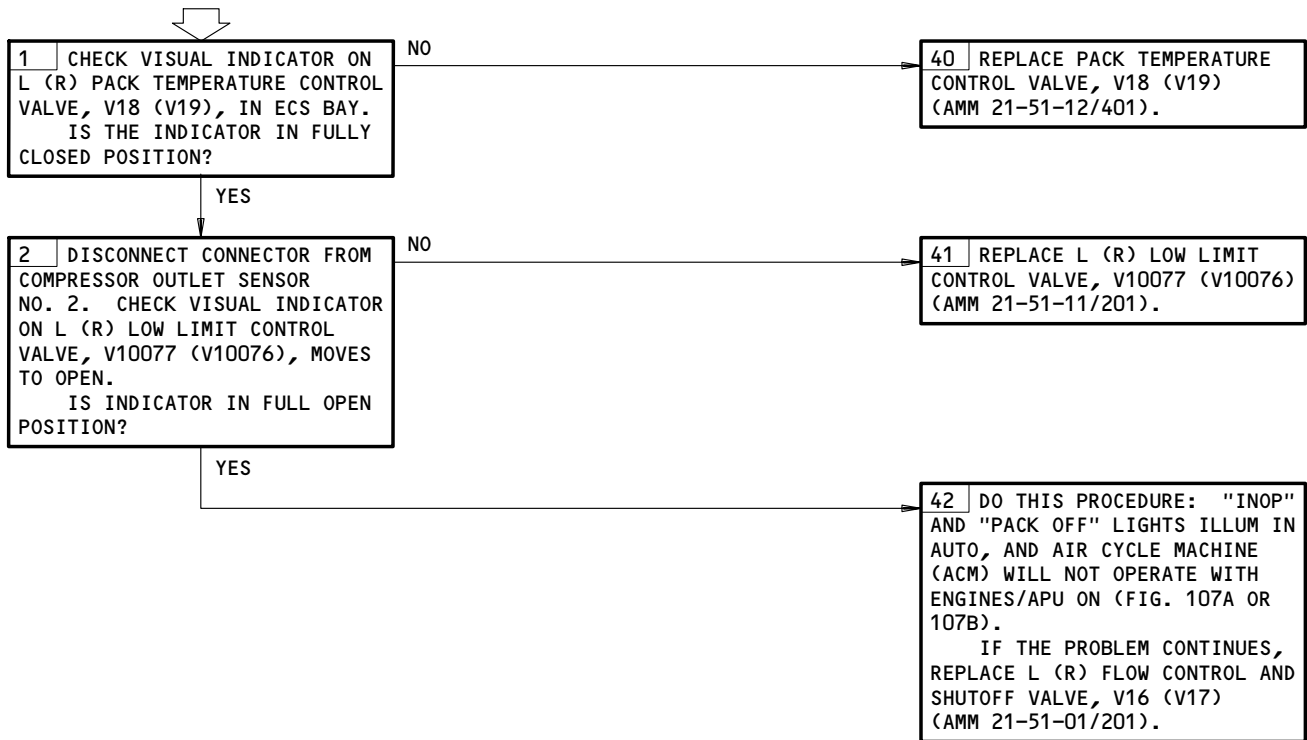 1 CHECK VISUAL INDICATOR ON
L (R) PACK TEMPERATURE CONTROL
VALVE, V18 (V19), IN ECS BAY.
IS THE INDICATOR IN FULLY
CLOSED POSITION?
NO
40 REPLACE PACK TEMPERATURE
CONTROL VALVE, V18 (V19)
(AMM 21-51-12/401).
YES
2 DISCONNECT CONNECTOR FROM
COMPRESSOR OUTLET SENSOR
NO. 2. CHECK VISUAL INDICATOR
ON L (R) LOW LIMIT CONTROL
VALVE, V10077 (V10076), MOVES
TO OPEN.
IS INDICATOR IN FULL OPEN
POSITION?
NO
41 REPLACE L (R) LOW LIMIT
CONTROL VALVE, V10077 (V10076)
(AMM 21-51-11/201).
YES
42 DO THIS PROCEDURE: "INOP"
AND "PACK OFF" LIGHTS ILLUM IN
AUTO, AND AIR CYCLE MACHINE
(ACM) WILL NOT OPERATE WITH
ENGINES/APU ON (FIG. 107A OR
107B).
IF THE PROBLEM CONTINUES,
REPLACE L (R) FLOW CONTROL AND
SHUTOFF VALVE, V16 (V17)
(AMM 21-51-01/201).